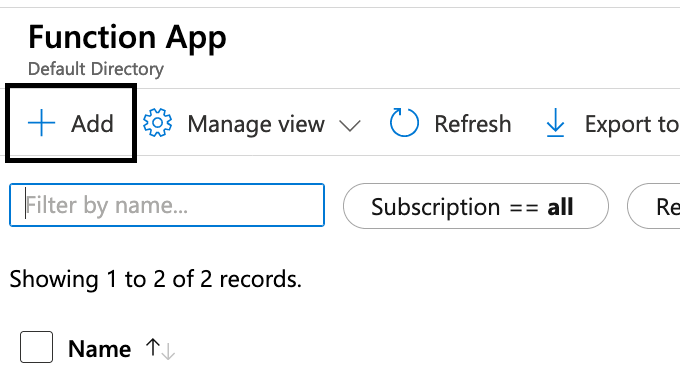 Function App
Default Directory
Add Manage view Refresh Export to
Filter by name...
Subscription == all Re
Showing 1 to 2 of 2 records.
Name ↑↓